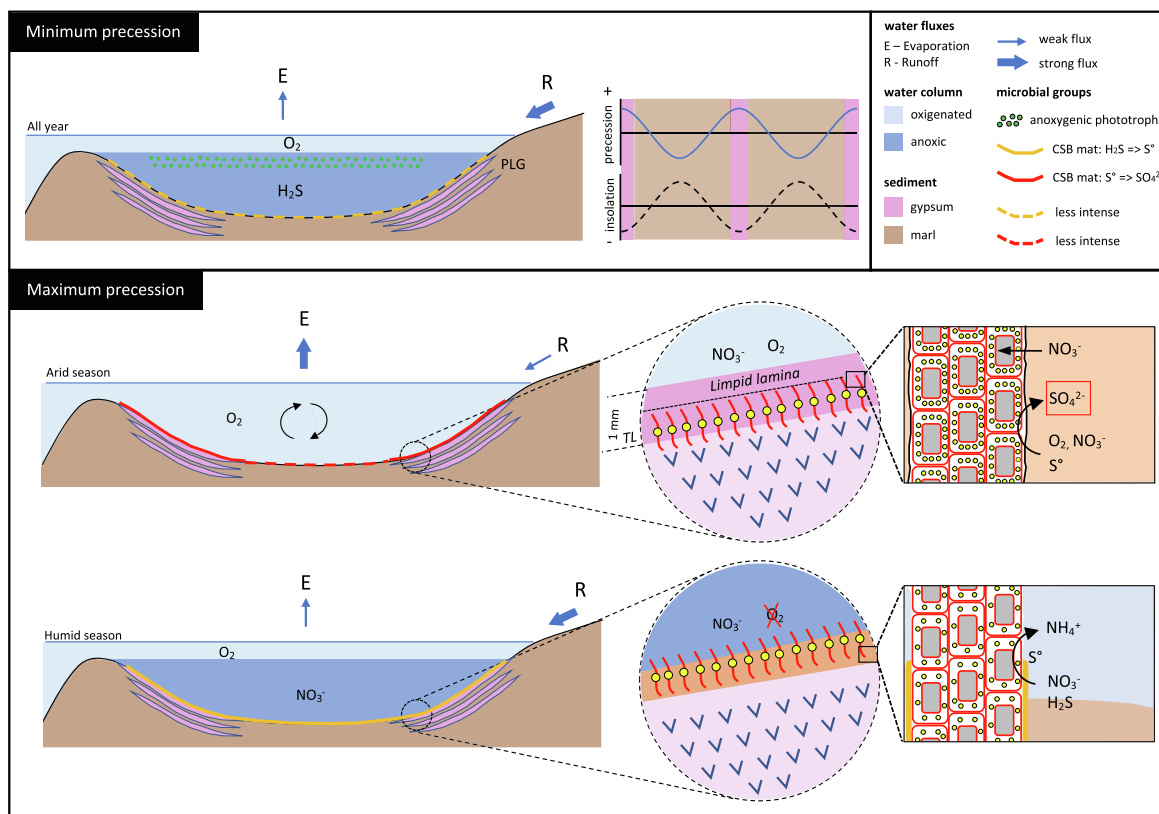 Minimum precession
E
R
All year
O₂
PLG
H₂S
+
precession
insolation
-
water fluxes
E – Evaporation
R - Runoff
weak flux
strong flux
water column
oxigenated
anoxic
microbial groups
anoxygenic phototroph
CSB mat: H₂S => S°
CSB mat: S° => SO₄²
sediment
gypsum
marl
less intense
less intense
Maximum precession
E
R
Arid season
O₂
NO₃⁻ O₂
Limpid lamina
1 mm
TL
NO₃⁻
SO₄²⁻
O₂, NO₃⁻
S°
E
R
Humid season
O₂
NO₃⁻
NO₃⁻ O₂
NH₄⁺
S°
NO₃⁻
H₂S